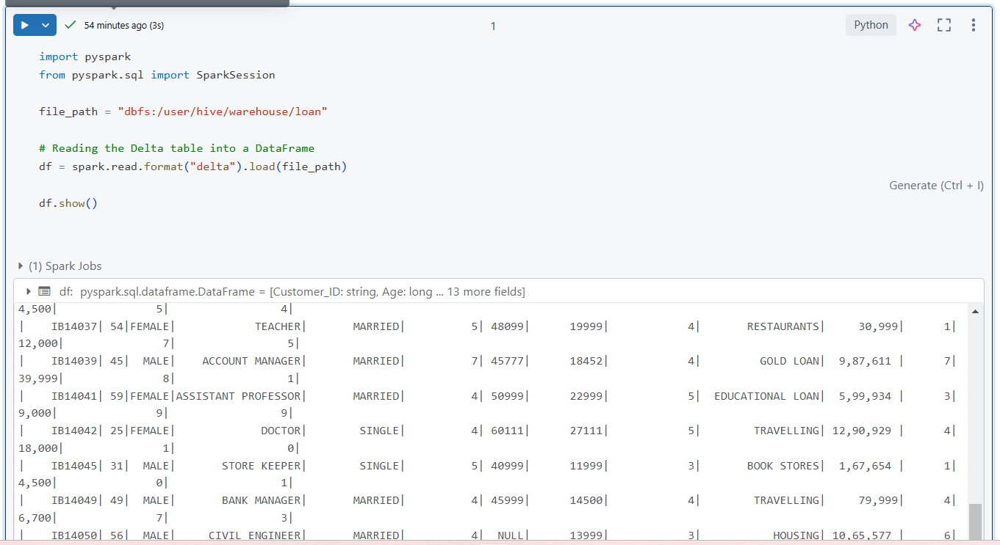 54 minutes ago (3s)
1
Python
import pyspark
from pyspark.sql import SparkSession
file_path = "dbfs:/user/hive/warehouse/loan"
# Reading the Delta table into a DataFrame
df = spark.read.format("delta").load(file_path)
Generate (Ctrl + I)
df.show()
(1) Spark Jobs
df: pyspark.sql.dataframe.DataFrame = [Customer_ID: string, Age: long ... 13 more fields]
4,500| 5| 4|
| IB14037| 54|FEMALE| TEACHER| MARRIED| 5| 48099| 19999| 4| RESTAURANTS| 30,999| 1|
12,000| 7| 5|
| IB14039| 45| MALE| ACCOUNT MANAGER| MARRIED| 7| 45777| 18452| 4| GOLD LOAN| 9,87,611 | 7|
39,999| 8| 1|
| IB14041| 59|FEMALE|ASSISTANT PROFESSOR| MARRIED| 4| 50999| 22999| 5| EDUCATIONAL LOAN| 5,99,934 | 3|
9,000| 9| 9|
| IB14042| 25|FEMALE| DOCTOR| SINGLE| 4| 60111| 27111| 5| TRAVELLING| 12,90,929 | 4|
18,000| 1| 0|
| IB14045| 31| MALE| STORE KEEPER| SINGLE| 5| 40999| 11999| 3| BOOK STORES| 1,67,654 | 1|
4,500| 0| 1|
| IB14049| 49| MALE| BANK MANAGER| MARRIED| 4| 45999| 14500| 4| TRAVELLING| 79,999| 4|
6,700| 7| 3|
| IB14050| 56| MALE| CIVIL ENGINEER| MARRIED| 4| NULL| 13999| 3| HOUSING| 10,65,577 | 6|